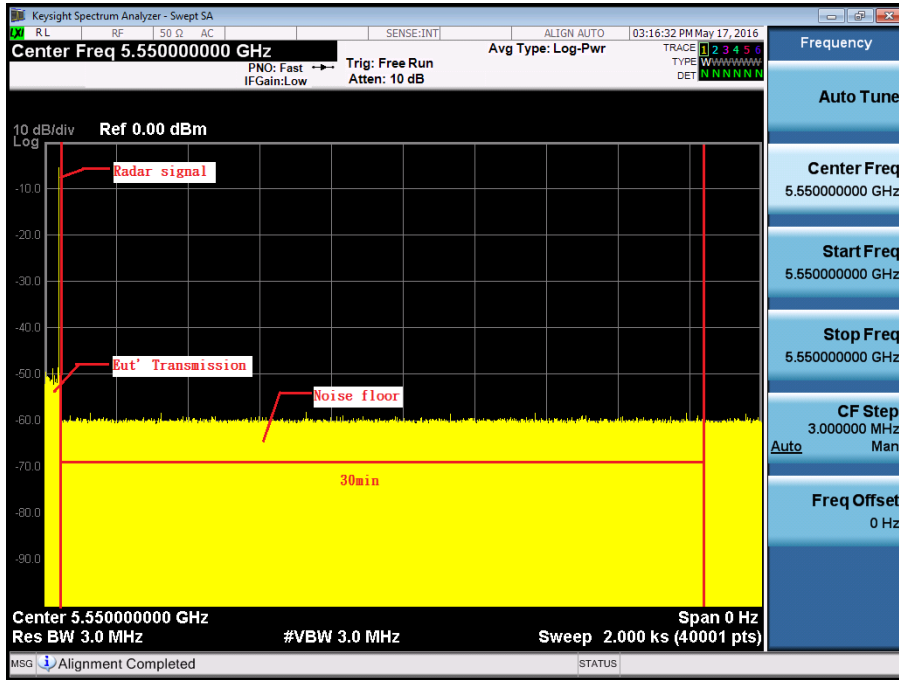 Keysight Spectrum Analyzer - Swept SA
LXI RL RF 50 Ω AC SENSE:INT ALIGN AUTO 03:16:32 PM May 17, 2016
Center Freq 5.550000000 GHz
PNO: Fast
IFGain:Low
Trig: Free Run
Atten: 10 dB
Avg Type: Log-Pwr
TRACE 1 2 3 4 5 6
TYPE WWWWWW
DET N N N N N N
10 dB/div Ref 0.00 dBm
Log
-10.0
-20.0
-30.0
-40.0
-50.0
-60.0
-70.0
-80.0
-90.0
Radar signal
Eut' Transmission
Noise floor
30min
Center 5.550000000 GHz Span 0 Hz
Res BW 3.0 MHz #VBW 3.0 MHz Sweep 2.000 ks (40001 pts)
MSG Alignment Completed STATUS
Frequency
Auto Tune
Center Freq
5.550000000 GHz
Start Freq
5.550000000 GHz
Stop Freq
5.550000000 GHz
CF Step
3.000000 MHz
Auto Man
Freq Offset
0 Hz